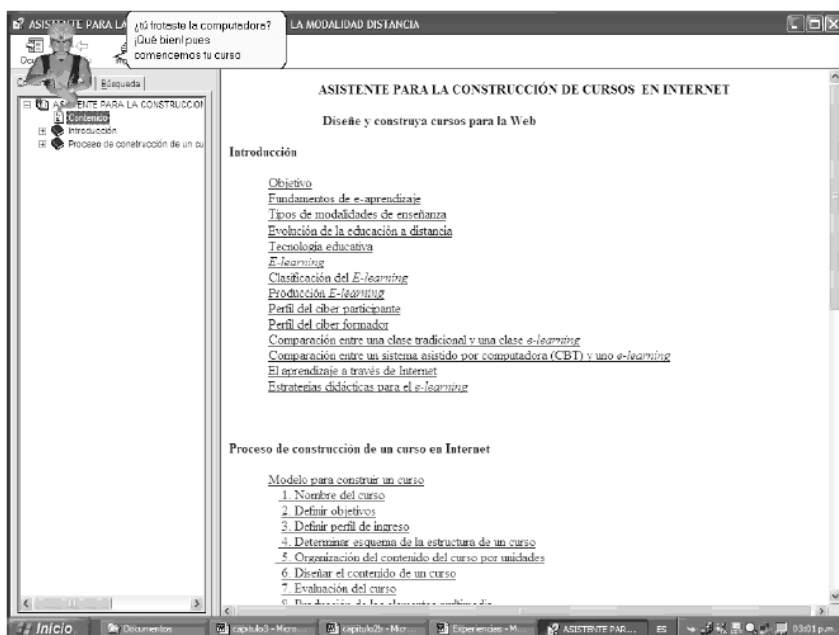 ASISTENTE PARA LA
LA MODALIDAD DISTANCIA
¿tú frotaste la computadora?
¡Qué bien! pues
comencemos tu curso
Búsqueda
ASISTENTE PARA LA CONSTRUCCION
Contenido
Introducción
Proceso de construcción de un cu
ASISTENTE PARA LA CONSTRUCCIÓN DE CURSOS EN INTERNET
Diseñe y construya cursos para la Web
Introducción
Objetivo
Fundamentos de e-aprendizaje
Tipos de modalidades de enseñanza
Evolución de la educación a distancia
Tecnología educativa
E-learning
Clasificación del E-learning
Producción E-learning
Perfil del ciber participante
Perfil del ciber formador
Comparación entre una clase tradicional y una clase e-learning
Comparación entre un sistema asistido por computadora (CBT) y uno e-learning
El aprendizaje a través de Internet
Estrategias didácticas para el e-learning
Proceso de construcción de un curso en Internet
Modelo para construir un curso
1. Nombre del curso
2. Definir objetivos
3. Definir perfil de ingreso
4. Determinar esquema de la estructura de un curso
5. Organización del contenido del curso por unidades
6. Diseñar el contenido de un curso
7. Evaluación del curso
Inicio
Documentos
capitulo3 - Micro...
capitulo2b - Micr...
Experiencias - M...
ASISTENTE PAR...
ES
03:01 p.m.